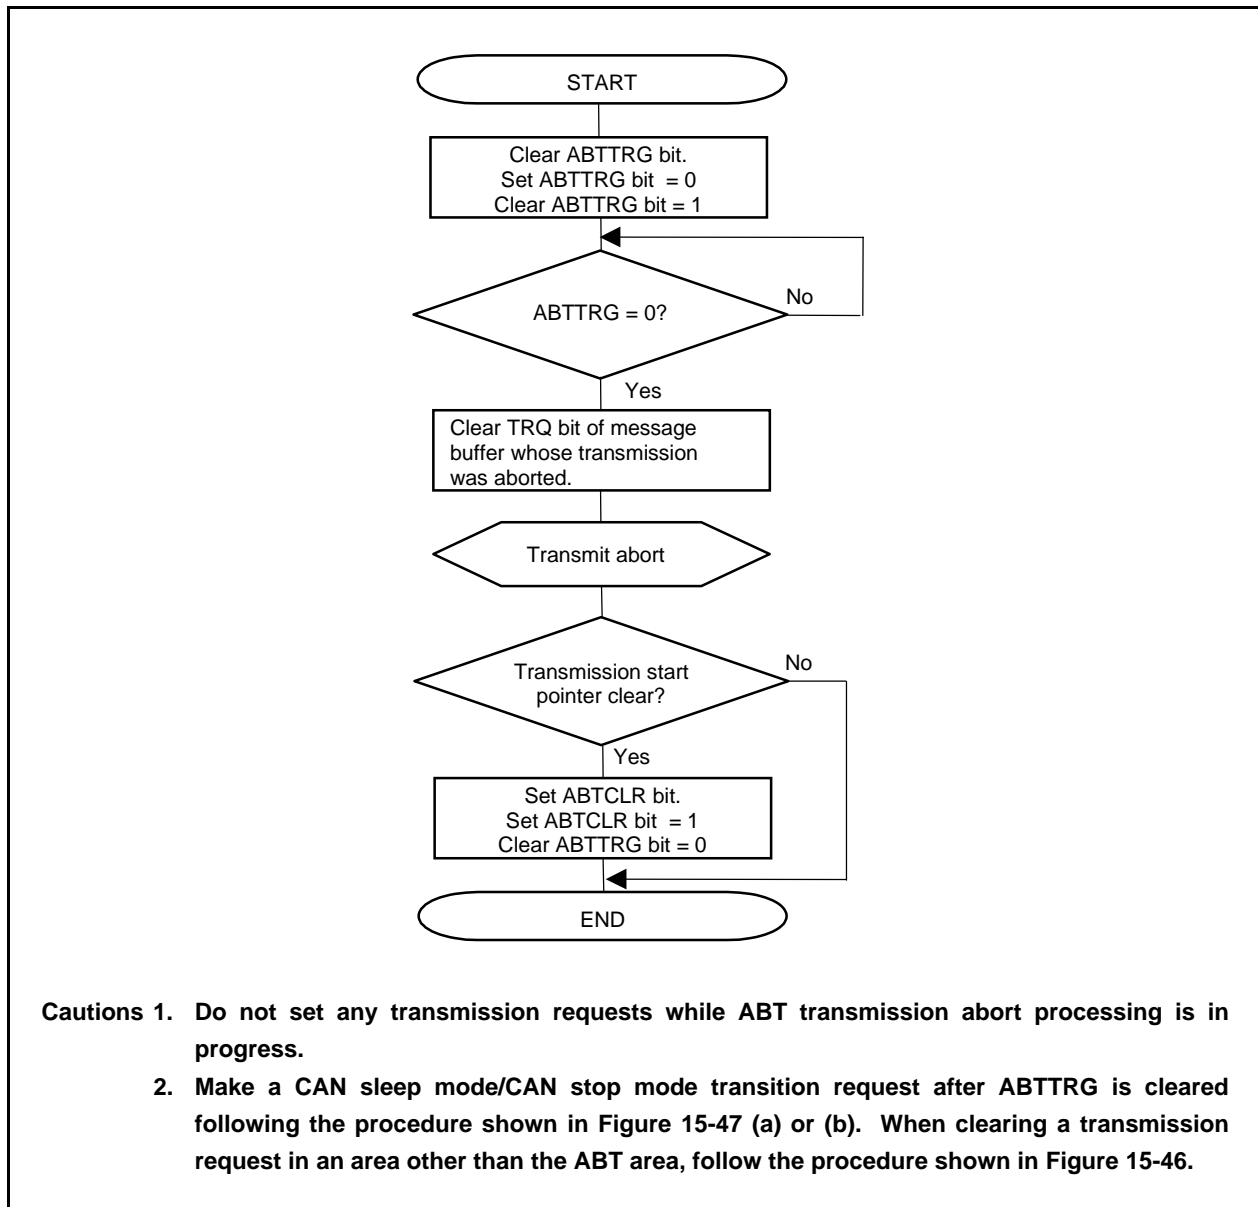 START
Clear ABTTRG bit.
Set ABTTRG bit  = 0
Clear ABTTRG bit = 1
ABTTRG = 0?
No
Yes
Clear TRQ bit of message
buffer whose transmission
was aborted.
Transmit abort
Transmission start
pointer clear?
No
Yes
Set ABTCLR bit.
Set ABTCLR bit  = 1
Clear ABTTRG bit = 0
END
Cautions 1. Do not set any transmission requests while ABT transmission abort processing is in
progress.
2. Make a CAN sleep mode/CAN stop mode transition request after ABTTRG is cleared
following the procedure shown in Figure 15-47 (a) or (b).  When clearing a transmission
request in an area other than the ABT area, follow the procedure shown in Figure 15-46.